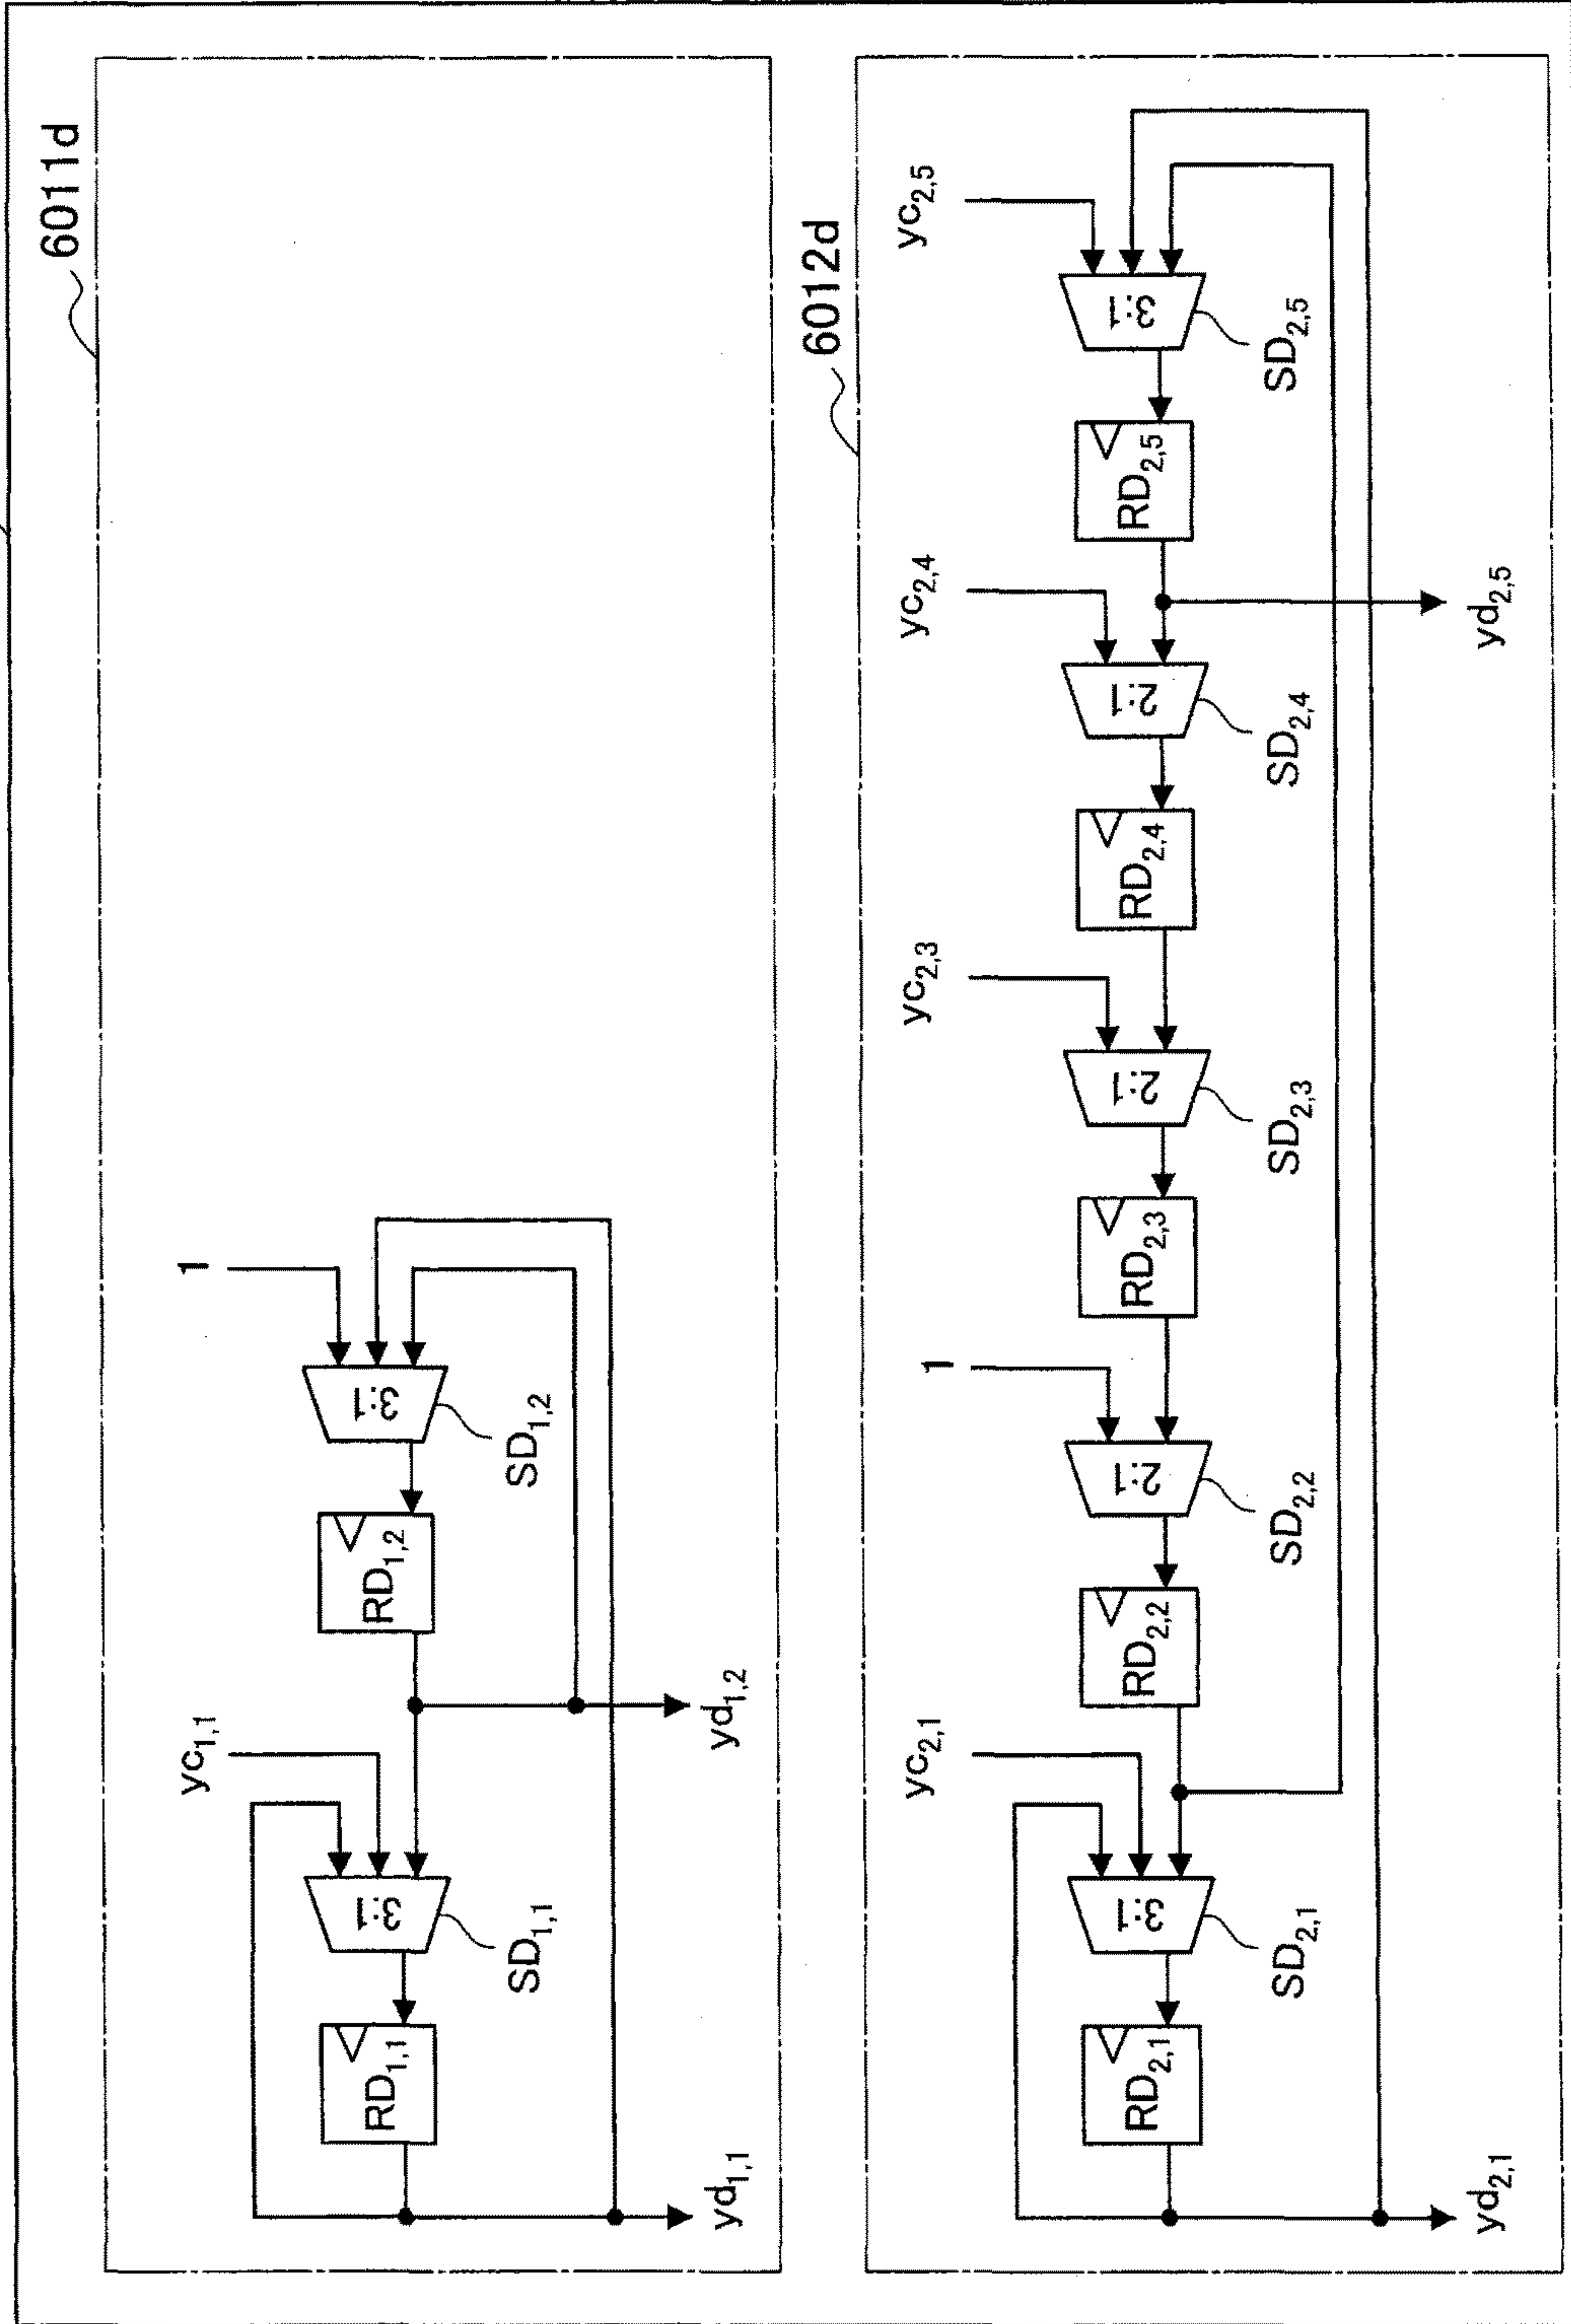 6011d
1
3:1
SD1,2
RD1,2
yc1,1
yd1,2
3:1
SD1,1
RD1,1
yd1,1
6012d
yc2,5
3:1
SD2,5
RD2,5
yc2,4
yd2,5
2:1
SD2,4
RD2,4
yc2,3
2:1
SD2,3
RD2,3
1
2:1
SD2,2
RD2,2
yc2,1
3:1
SD2,1
RD2,1
yd2,1